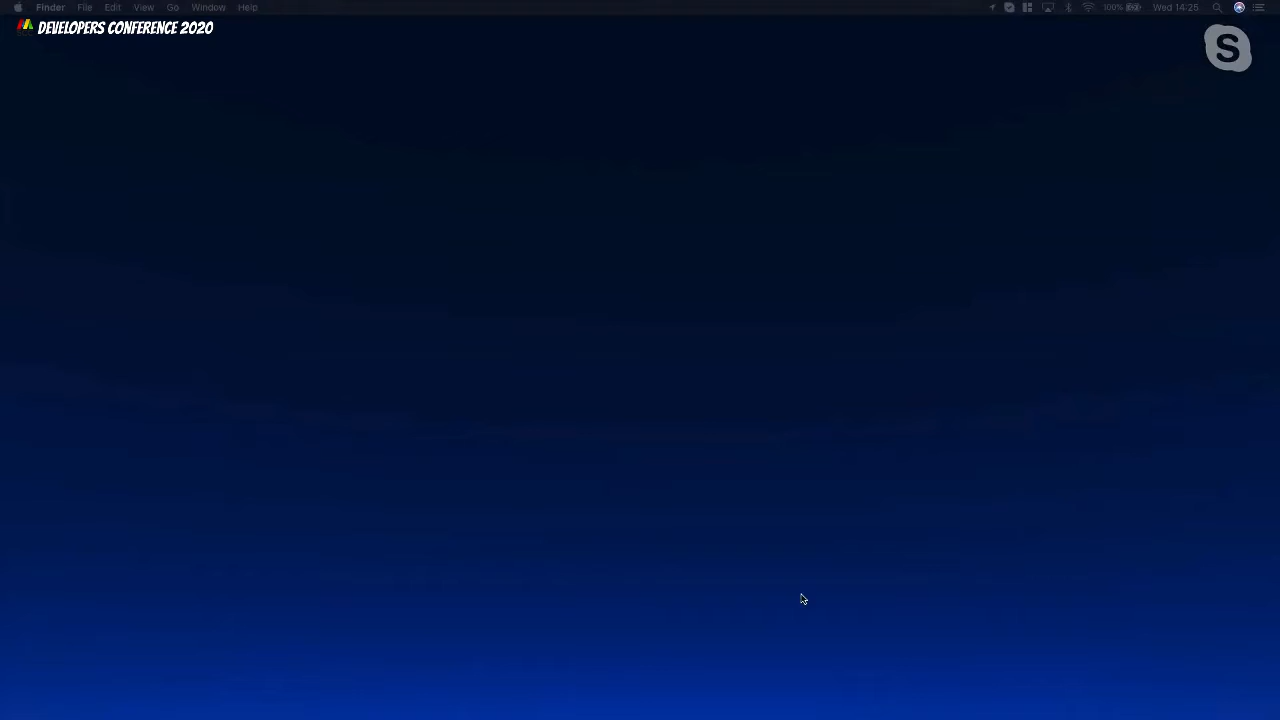 Finder File Edit View Go Window Help 100% Wed 14:25
DEVELOPERS CONFERENCE 2020
S